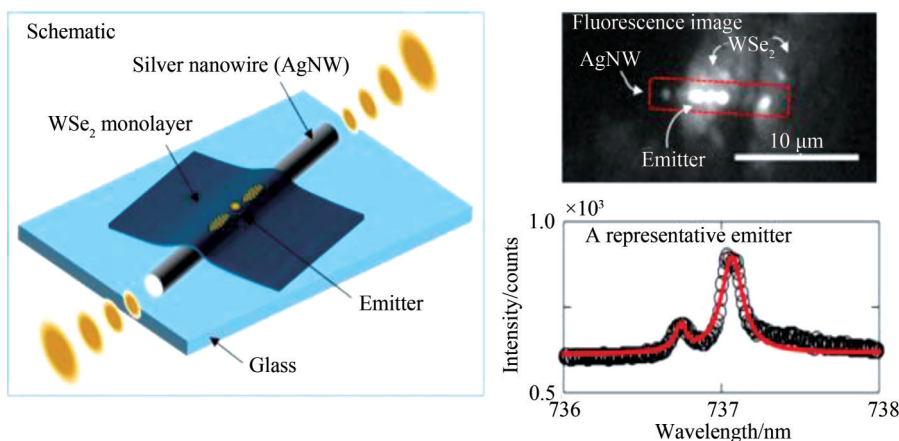 Schematic
Silver nanowire (AgNW)
WSe₂ monolayer
Emitter
Glass
Fluorescence image
WSe₂
AgNW
Emitter
10 μm
×10³
1.0
A representative emitter
Intensity/counts
0.5
736
737
738
Wavelength/nm